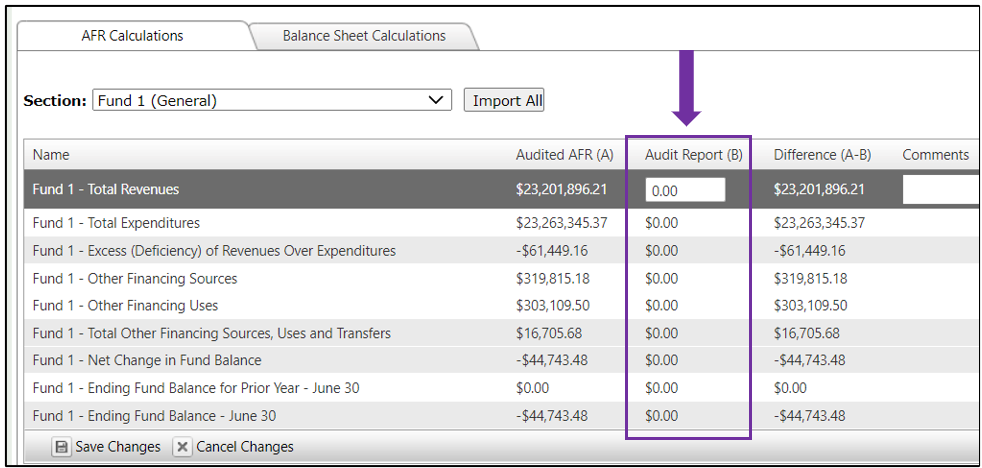 AFR Calculations Balance Sheet Calculations
Section: Fund 1 (General) Import All
Name Audited AFR (A) Audit Report (B) Difference (A-B) Comments
Fund 1 - Total Revenues $23,201,896.21 0.00 $23,201,896.21
Fund 1 - Total Expenditures $23,263,345.37 $0.00 $23,263,345.37
Fund 1 - Excess (Deficiency) of Revenues Over Expenditures -$61,449.16 $0.00 -$61,449.16
Fund 1 - Other Financing Sources $319,815.18 $0.00 $319,815.18
Fund 1 - Other Financing Uses $303,109.50 $0.00 $303,109.50
Fund 1 - Total Other Financing Sources, Uses and Transfers $16,705.68 $0.00 $16,705.68
Fund 1 - Net Change in Fund Balance -$44,743.48 $0.00 -$44,743.48
Fund 1 - Ending Fund Balance for Prior Year - June 30 $0.00 $0.00 $0.00
Fund 1 - Ending Fund Balance - June 30 -$44,743.48 $0.00 -$44,743.48
Save Changes Cancel Changes